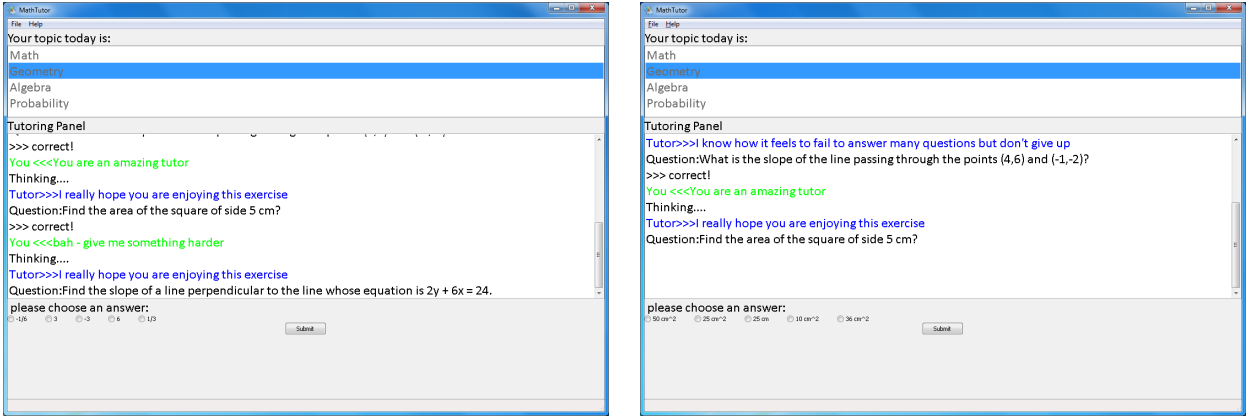 MathTutor
File Help
Your topic today is:
Math
Geometry
Algebra
Probability
Tutoring Panel
>>> correct!
You <<<You are an amazing tutor
Thinking....
Tutor>>>I really hope you are enjoying this exercise
Question:Find the area of the square of side 5 cm?
>>> correct!
You <<<bah - give me something harder
Thinking....
Tutor>>>I really hope you are enjoying this exercise
Question:Find the slope of a line perpendicular to the line whose equation is 2y + 6x = 24.
please choose an answer:
-1/6 3 -3 6 1/3
Submit
MathTutor
File Help
Your topic today is:
Math
Geometry
Algebra
Probability
Tutoring Panel
Tutor>>>I know how it feels to fail to answer many questions but don't give up
Question:What is the slope of the line passing through the points (4,6) and (-1,-2)?
>>> correct!
You <<<You are an amazing tutor
Thinking....
Tutor>>>I really hope you are enjoying this exercise
Question:Find the area of the square of side 5 cm?
please choose an answer:
50 cm^2 25 cm^2 25 cm 10 cm^2 36 cm^2
Submit